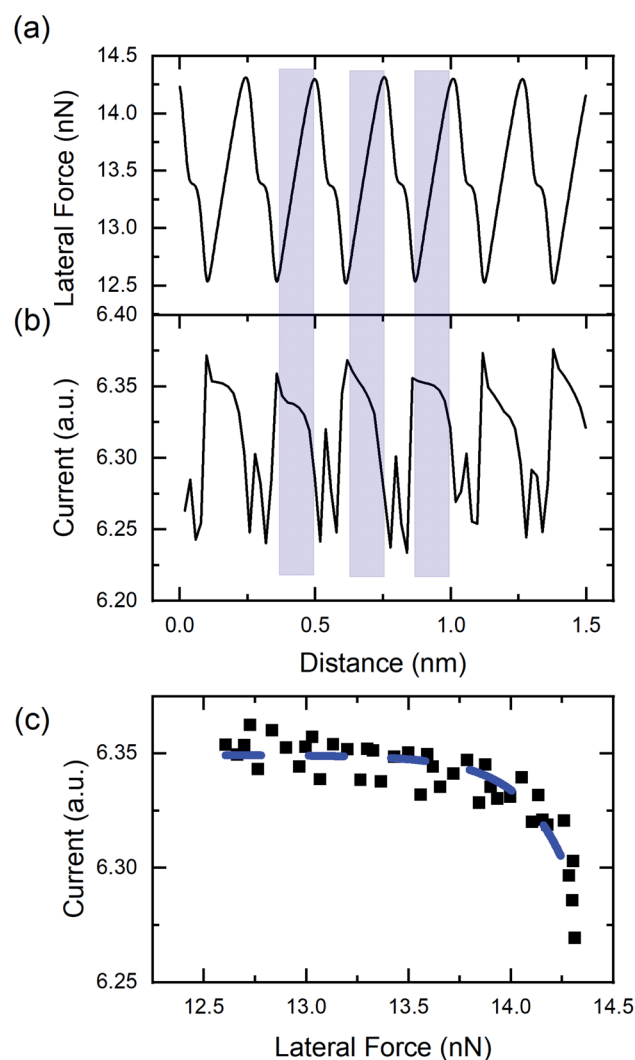 (a)
14.5
14.0
13.5
13.0
12.5
Lateral Force (nN)
(b)
6.40
6.35
6.30
6.25
6.20
Current (a.u.)
0.0 0.5 1.0 1.5
Distance (nm)
(c)
6.35
6.30
6.25
Current (a.u.)
12.5 13.0 13.5 14.0 14.5
Lateral Force (nN)